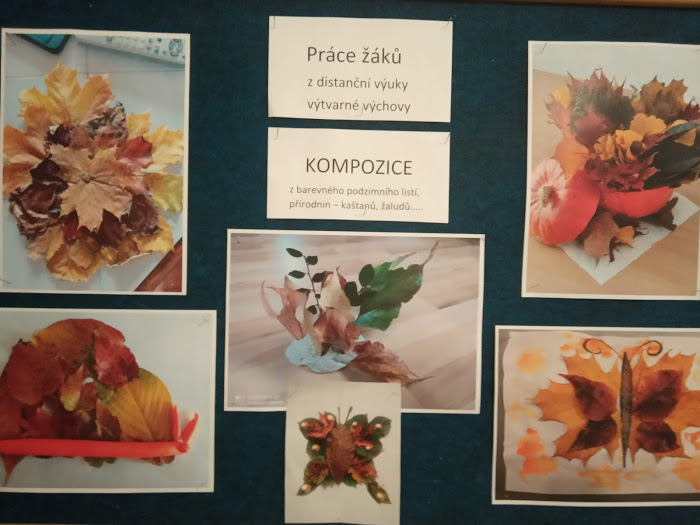 Práce žáků
z distanční výuky
výtvarné výchovy
KOMPOZICE
z barevného podzimního listí,
přírodnin – kaštanů, žaludů…..